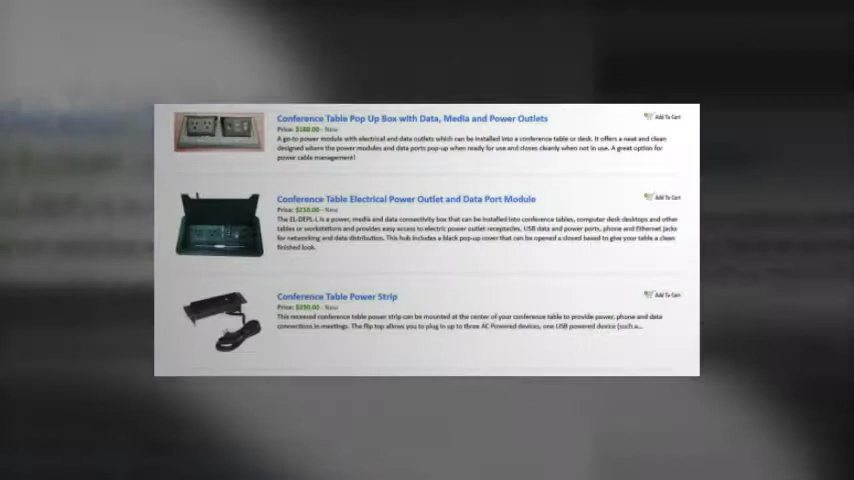 Conference Table Pop Up Box with Data, Media and Power Outlets
Add To Cart
Price: $188.00 - New
A go-to power module with electrical and data outlets which can be installed into a conference table or desk. It offers a neat and clean
designed where the power modules and data ports pop-up when ready for use and closes cleanly when not in use. A great option for
power cable management!
Conference Table Electrical Power Outlet and Data Port Module
Add To Cart
Price: $210.00 - New
The EL-DEPL-L is a power, media and data connectivity box that can be installed into conference tables, computer desk desktops and other
tables or workstations and provides easy access to electric power outlet receptacles, USB data and power ports, phone and Ethernet jacks
for networking and data distribution. This hub includes a black pop-up cover that can be opened a closed based to give your table a clean
finished look.
Conference Table Power Strip
Add To Cart
Price: $230.00 - New
This recessed conference table power strip can be mounted at the center of your conference table to provide power, phone and data
connections in meetings. The flip top allows you to plug in up to three AC Powered devices, one USB powered device (such a...